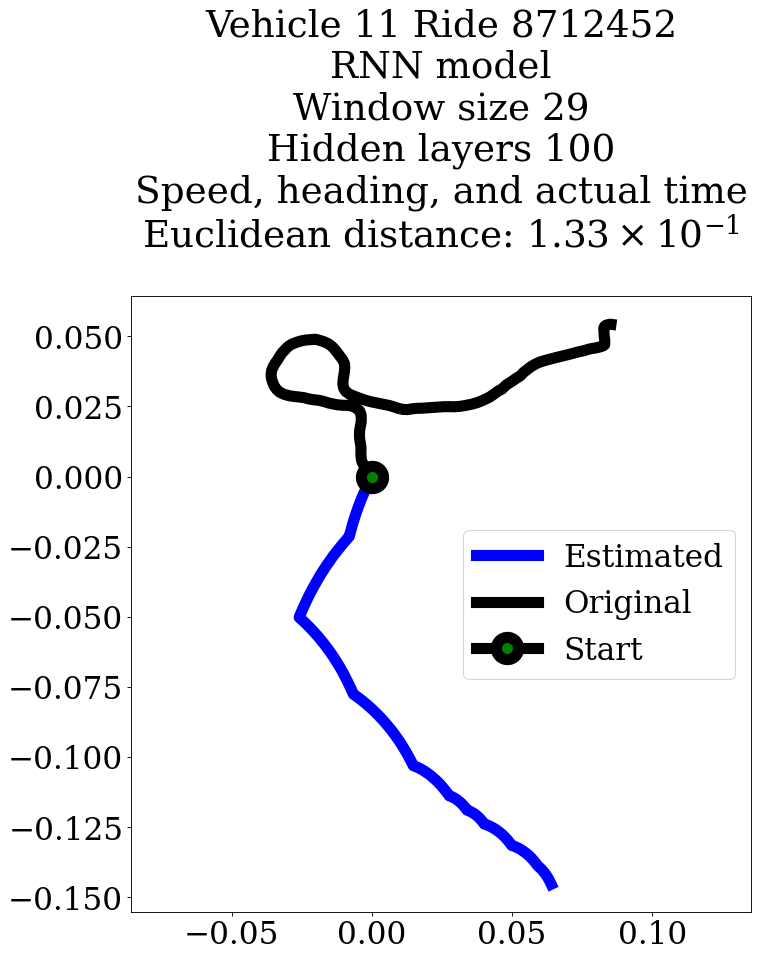 Vehicle 11 Ride 8712452
RNN model
Window size 29
Hidden layers 100
Speed, heading, and actual time
Euclidean distance: 1.33 × 10⁻¹
0.050
0.025
0.000
−0.025
−0.050
−0.075
−0.100
−0.125
−0.150
Estimated
Original
Start
−0.05 0.00 0.05 0.10